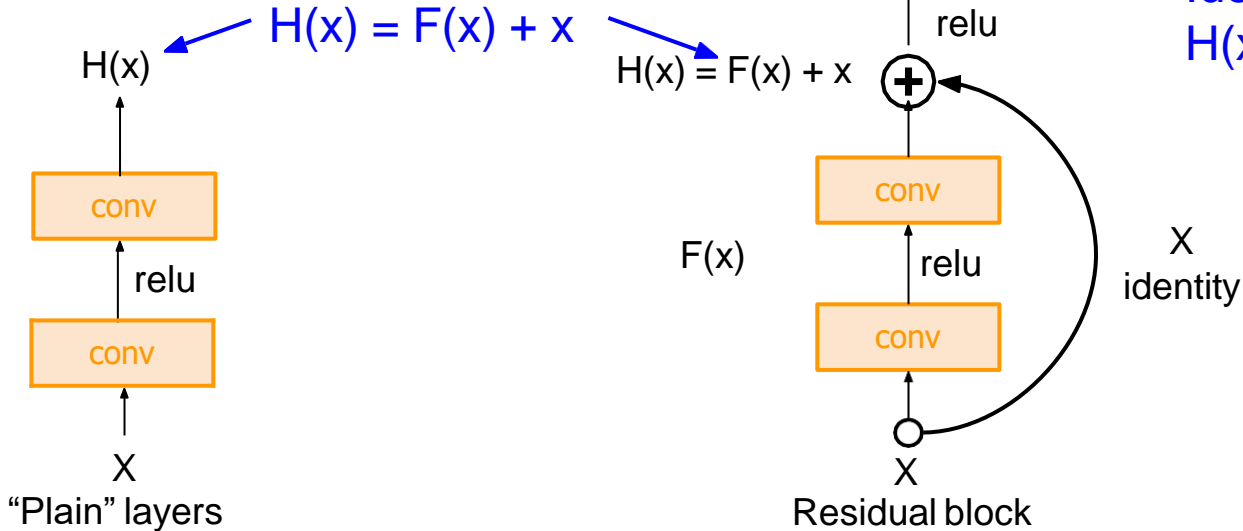 H(x) = F(x) + x
relu
H(x)
H(x) = F(x) + x
conv
relu
conv
X
“Plain” layers
conv
F(x)
relu
X
identity
conv
X
Residual block